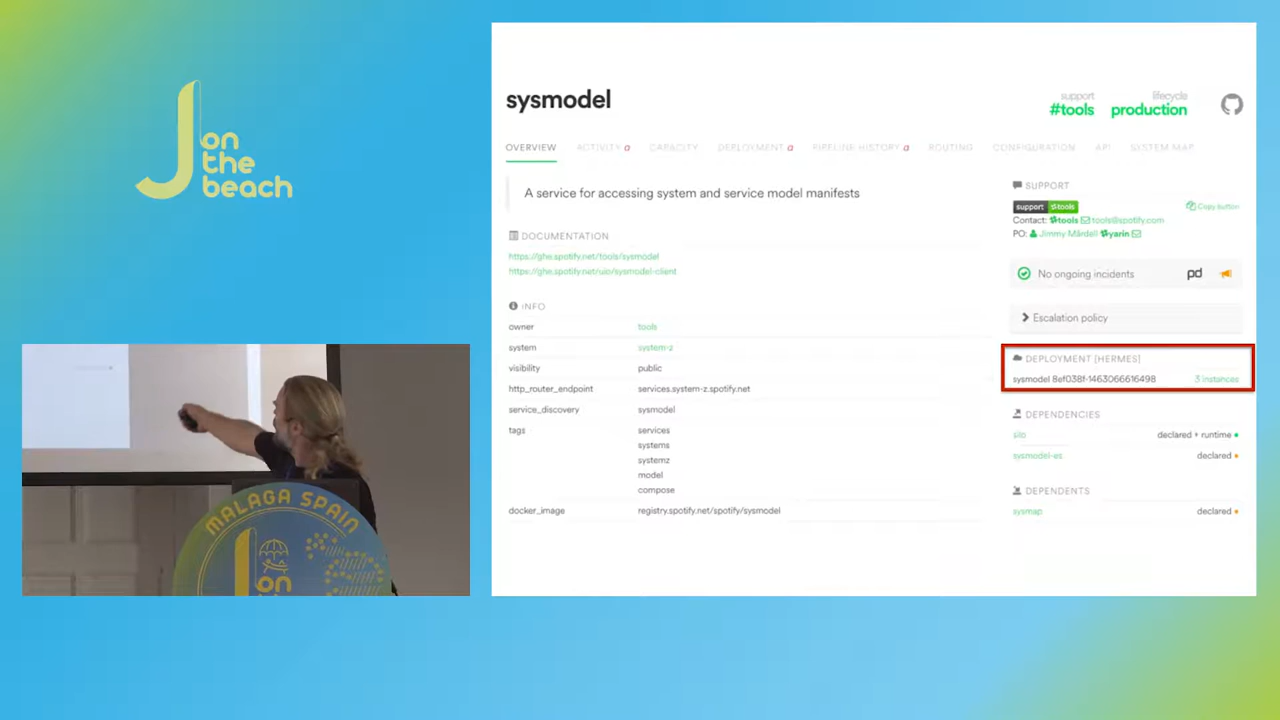 J on
the
beach
MALAGA SPAIN
J on
sysmodel
support
#tools
lifecycle
production
OVERVIEW
ACTIVITY α
CAPACITY
DEPLOYMENT α
PIPELINE HISTORY α
ROUTING
CONFIGURATION
API
SYSTEM MAP
A service for accessing system and service model manifests
DOCUMENTATION
https://ghe.spotify.net/tools/sysmodel
https://ghe.spotify.net/uio/sysmodel-client
INFO
owner tools
system system-z
visibility public
http_router_endpoint services.system-z.spotify.net
service_discovery sysmodel
tags services
systems
systemz
model
compose
docker_image registry.spotify.net/spotify/sysmodel
SUPPORT
support tools
Copy button
Contact: tools tools@spotify.com
PO: Jimmy Mårdell yarin
No ongoing incidents pd
Escalation policy
DEPLOYMENT [HERMES]
sysmodel 8ef038f-1463066616498 3 instances
DEPENDENCIES
silo declared + runtime
sysmodel-es declared
DEPENDENTS
sysmap declared